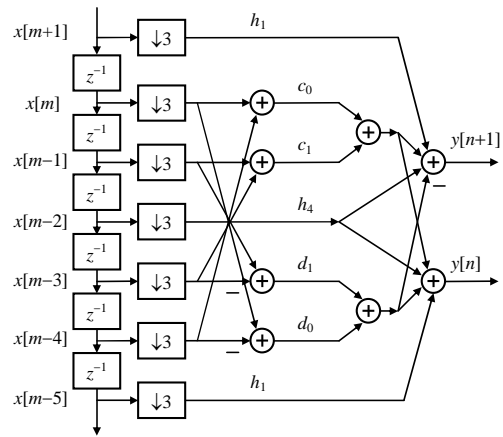 x[m+1] ↓3 h₁
z⁻¹
x[m] ↓3 + c₀
z⁻¹ +
x[m−1] ↓3 + c₁ + y[n+1]
z⁻¹ −
x[m−2] ↓3 h₄
z⁻¹
x[m−3] ↓3 − + d₁ + y[n]
z⁻¹ +
x[m−4] ↓3 − + d₀
z⁻¹
x[m−5] ↓3 h₁